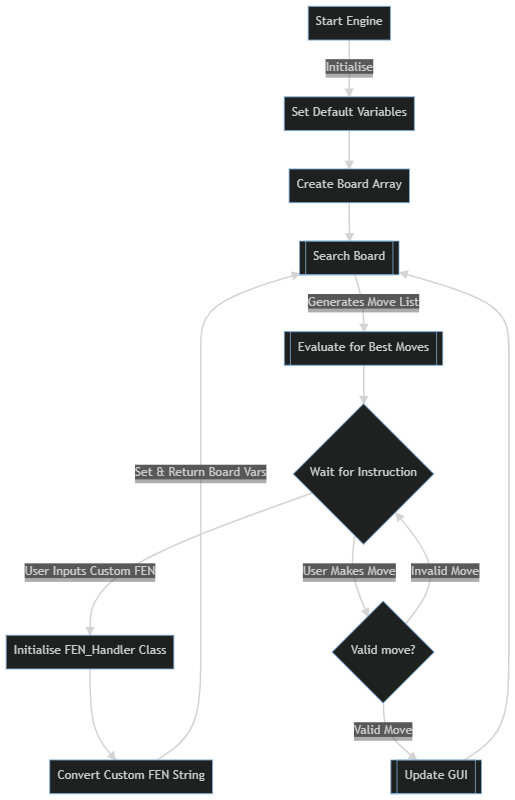 Start Engine
Initialise
Set Default Variables
Create Board Array
Search Board
Generates Move List
Evaluate for Best Moves
Wait for Instruction
Set & Return Board Vars
User Inputs Custom FEN
User Makes Move
Invalid Move
Initialise FEN_Handler Class
Valid move?
Valid Move
Convert Custom FEN String
Update GUI